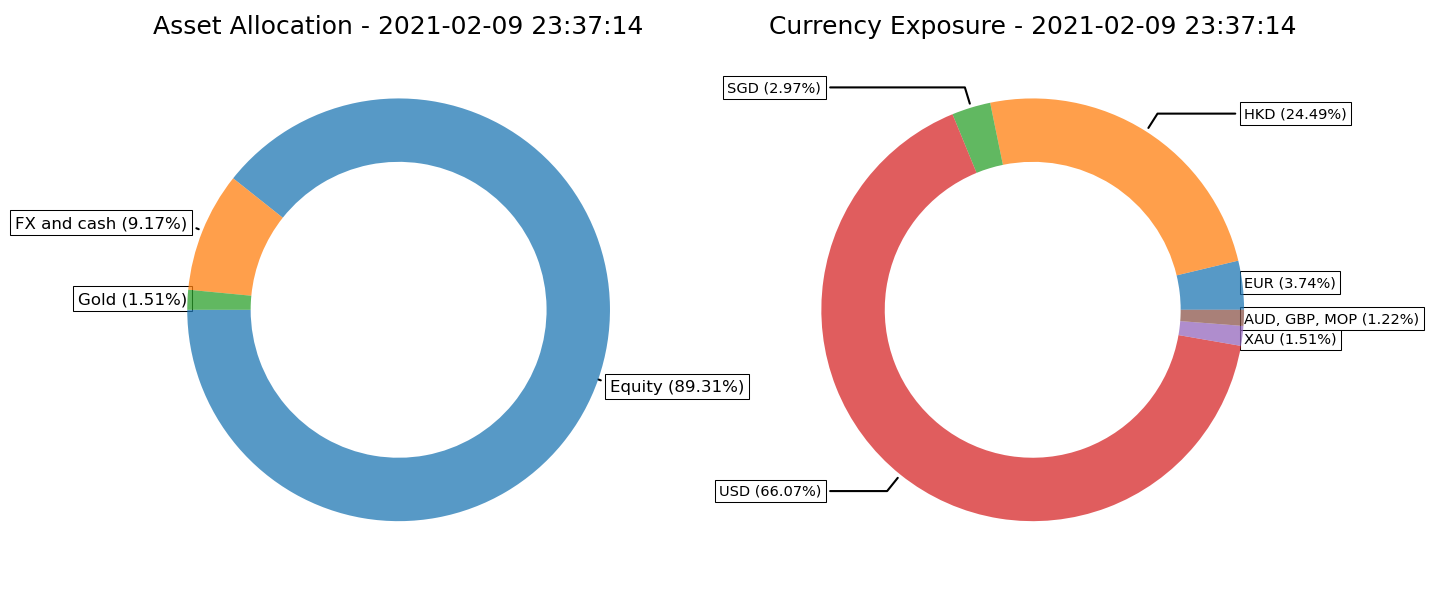 Asset Allocation - 2021-02-09 23:37:14
FX and cash (9.17%)
Gold (1.51%)
Equity (89.31%)
Currency Exposure - 2021-02-09 23:37:14
SGD (2.97%)
HKD (24.49%)
EUR (3.74%)
AUD, GBP, MOP (1.22%)
XAU (1.51%)
USD (66.07%)